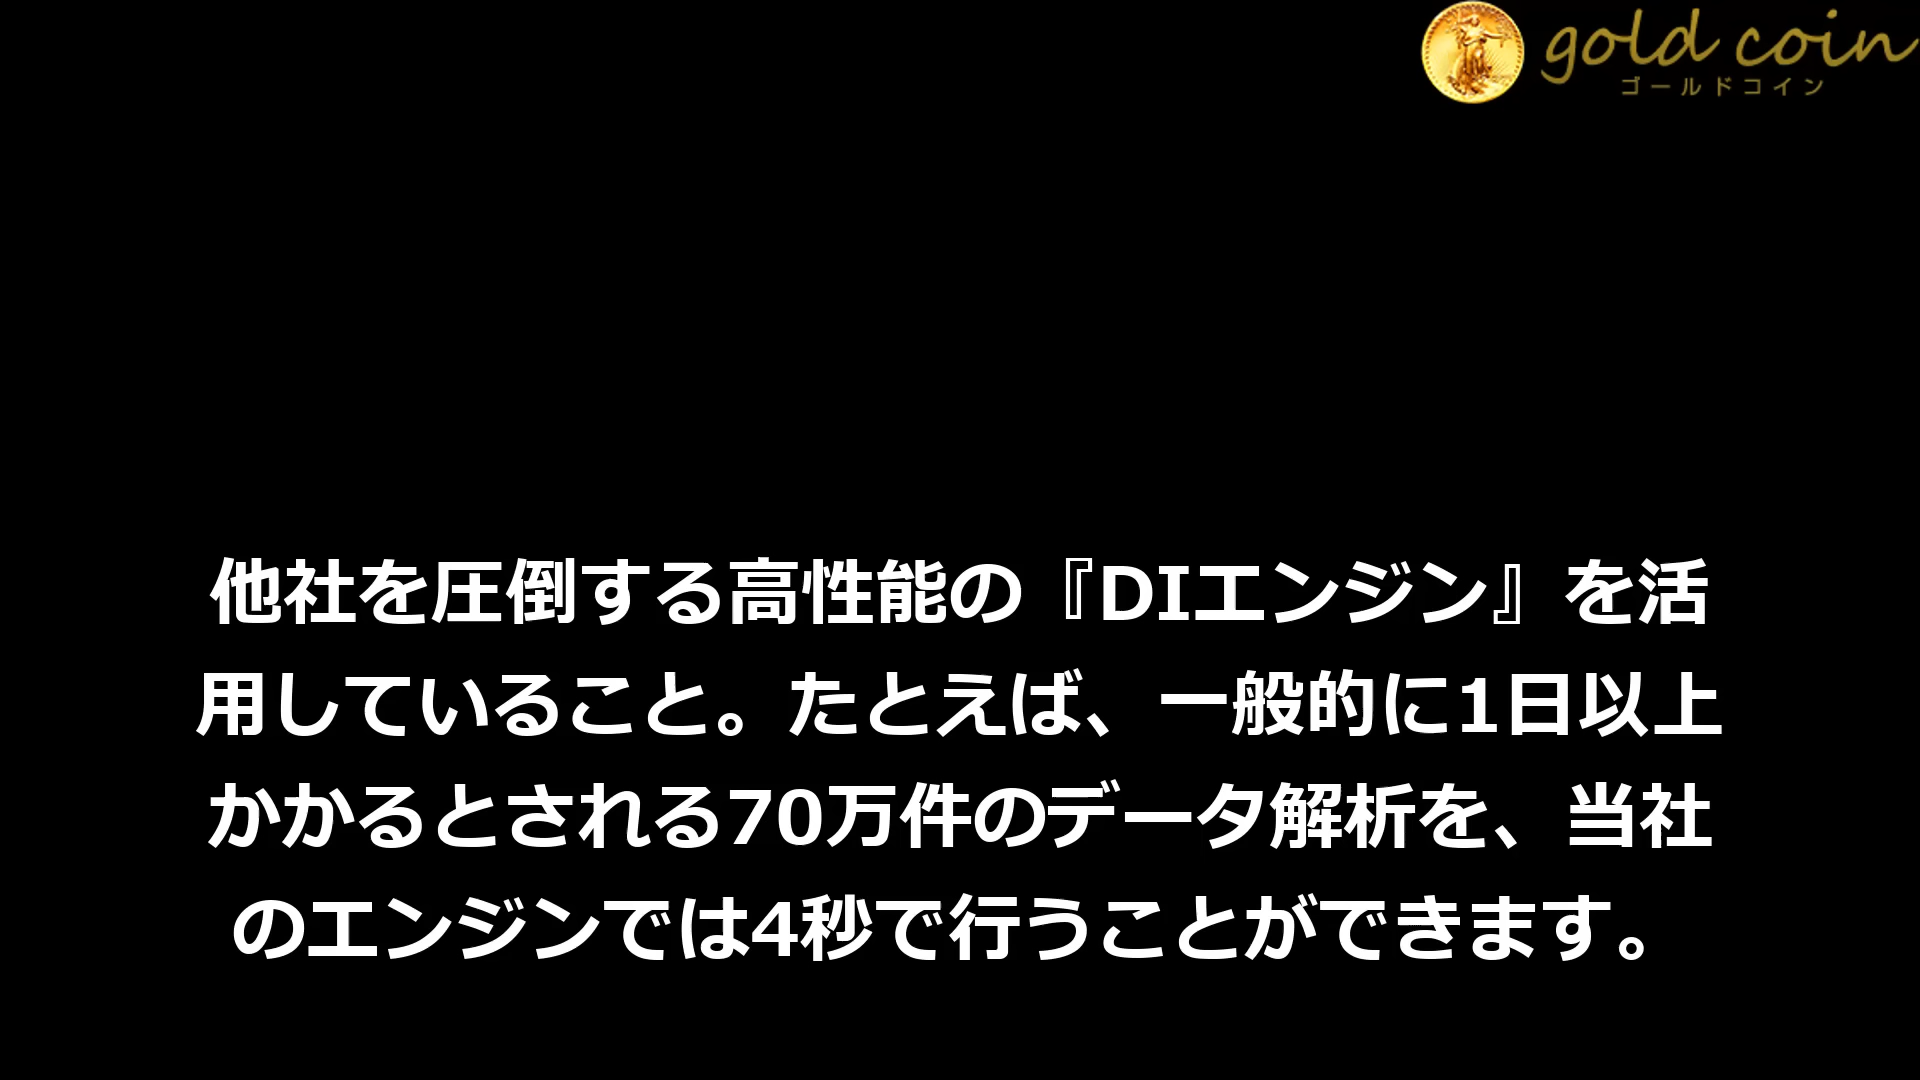 gold coin
ゴールドコイン
他社を圧倒する高性能の『DIエンジン』を活
用していること。たとえば、一般的に1日以上
かかるとされる70万件のデータ解析を、当社
のエンジンでは4秒で行うことができます。